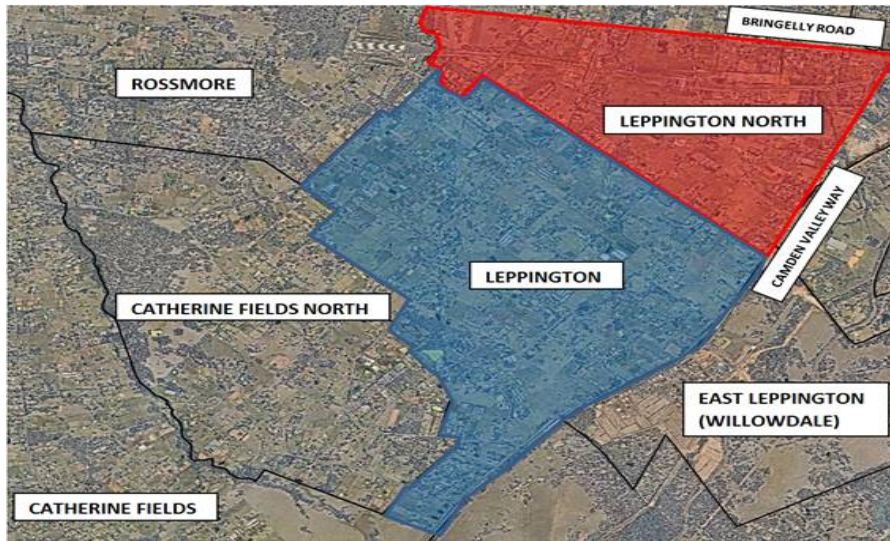 BRINGELLY ROAD
ROSSMORE
LEPPINGTON NORTH
CAMDEN VALLEY WAY
LEPPINGTON
CATHERINE FIELDS NORTH
EAST LEPPINGTON
(WILLOWDALE)
CATHERINE FIELDS